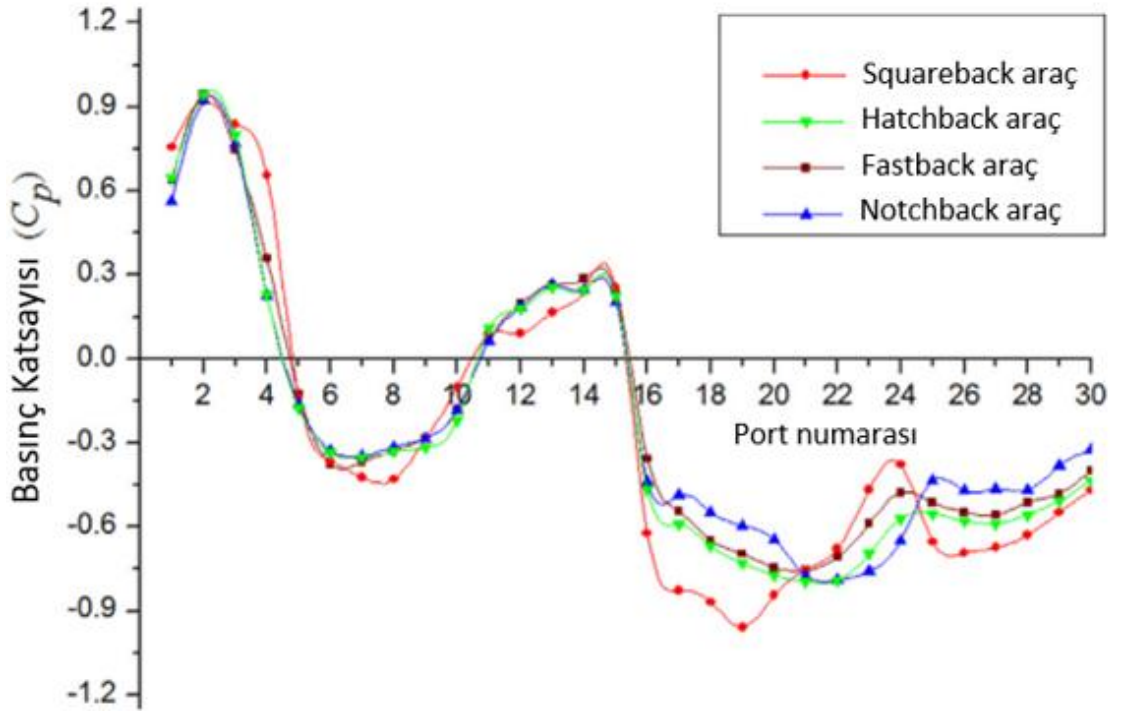 1.2
0.9
0.6
0.3
0.0
-0.3
-0.6
-0.9
-1.2
Basınç Katsayısı (Cp)
Squareback araç
Hatchback araç
Fastback araç
Notchback araç
2 4 6 8 10 12 14 16 18 20 22 24 26 28 30
Port numarası